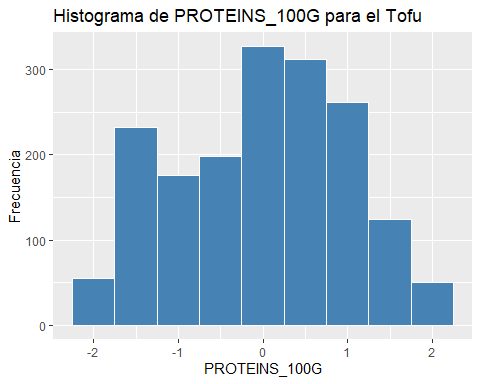 Histograma de PROTEINS_100G para el Tofu
Frecuencia
300
200
100
0
-2 -1 0 1 2
PROTEINS_100G